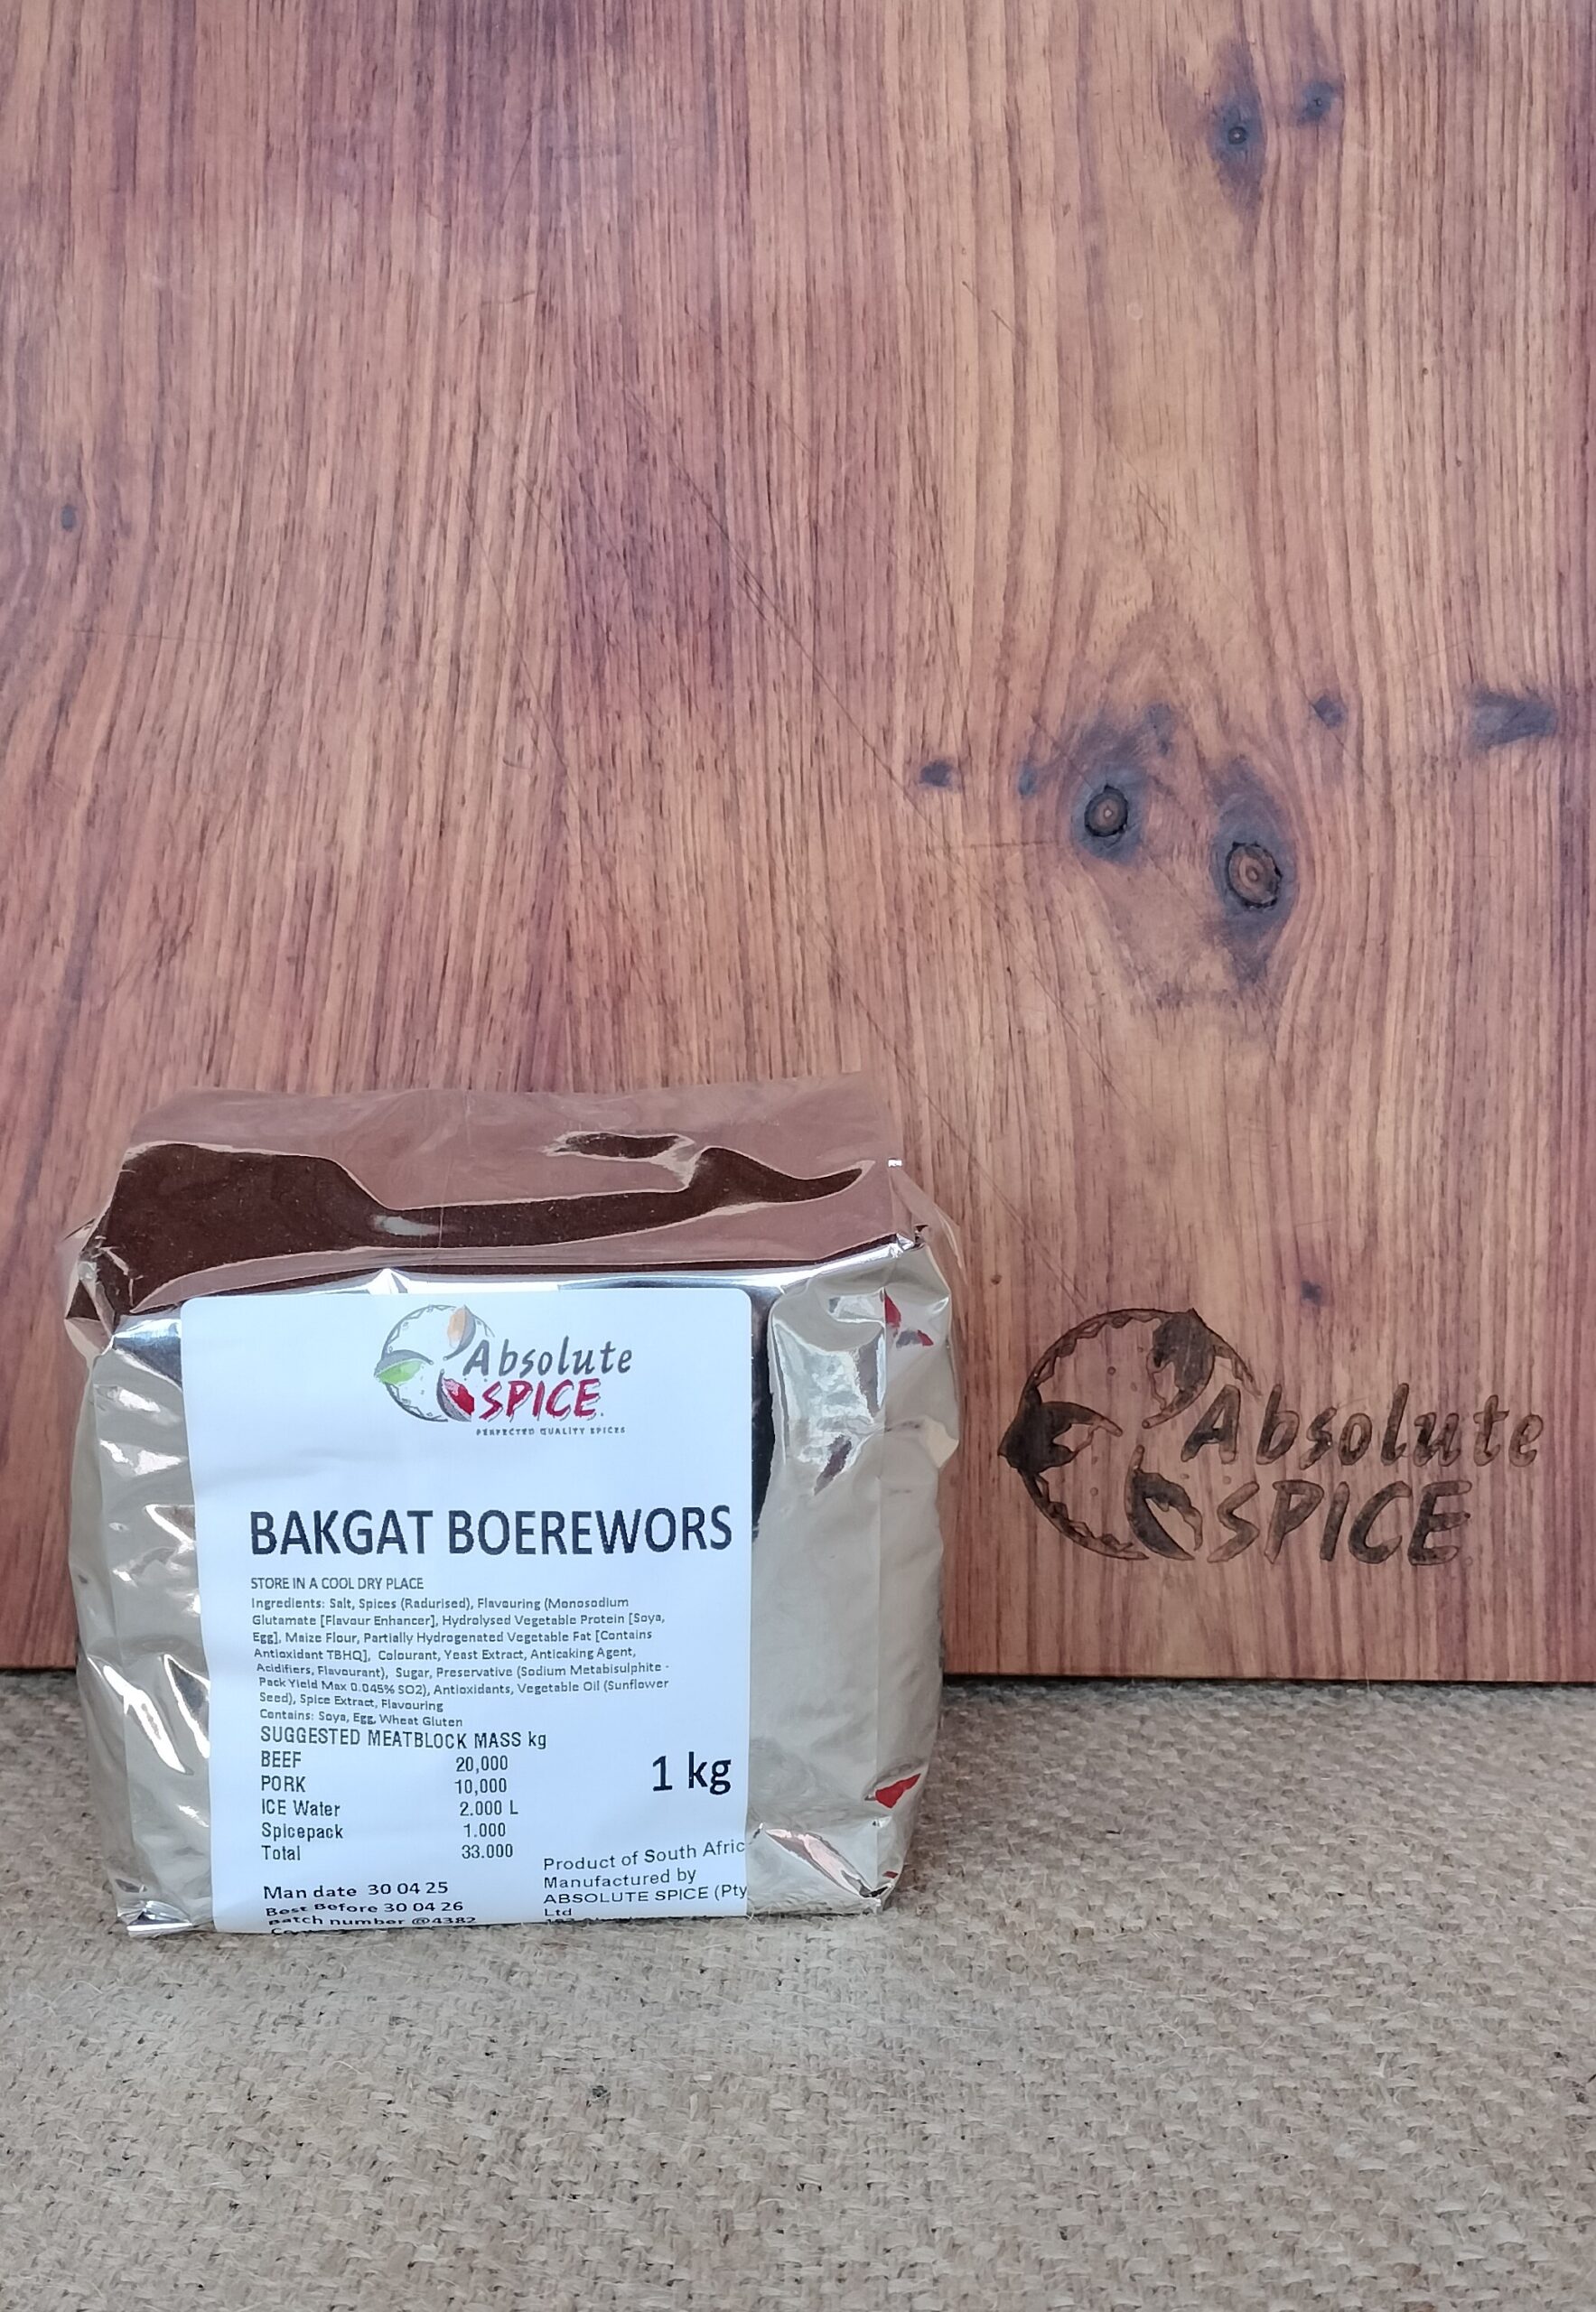 Absolute
SPICE
PERFECTED QUALITY SPICES
BAKGAT BOEREWORS
STORE IN A COOL DRY PLACE
Ingredients: Salt, Spices (Radurised), Flavouring (Monosodium
Glutamate [Flavour Enhancer], Hydrolysed Vegetable Protein [Soya,
Egg], Maize Flour, Partially Hydrogenated Vegetable Fat [Contains
Antioxidant TBHQ], Colourant, Yeast Extract, Anticaking Agent,
Acidifiers, Flavourant), Sugar, Preservative (Sodium Metabisulphite -
Pack Yield Max 0.045% SO2), Antioxidants, Vegetable Oil (Sunflower
Seed), Spice Extract, Flavouring
Contains: Soya, Egg, Wheat Gluten
SUGGESTED MEATBLOCK MASS kg
BEEF 20,000
PORK 10,000
ICE Water 2.000 L
Spicepack 1.000
Total 33.000
1 kg
Man date 30 04 25
Best Before 30 04 26
Batch number @4382
Product of South Afric
Manufactured by
ABSOLUTE SPICE (Pty
Ltd
Absolute
SPICE